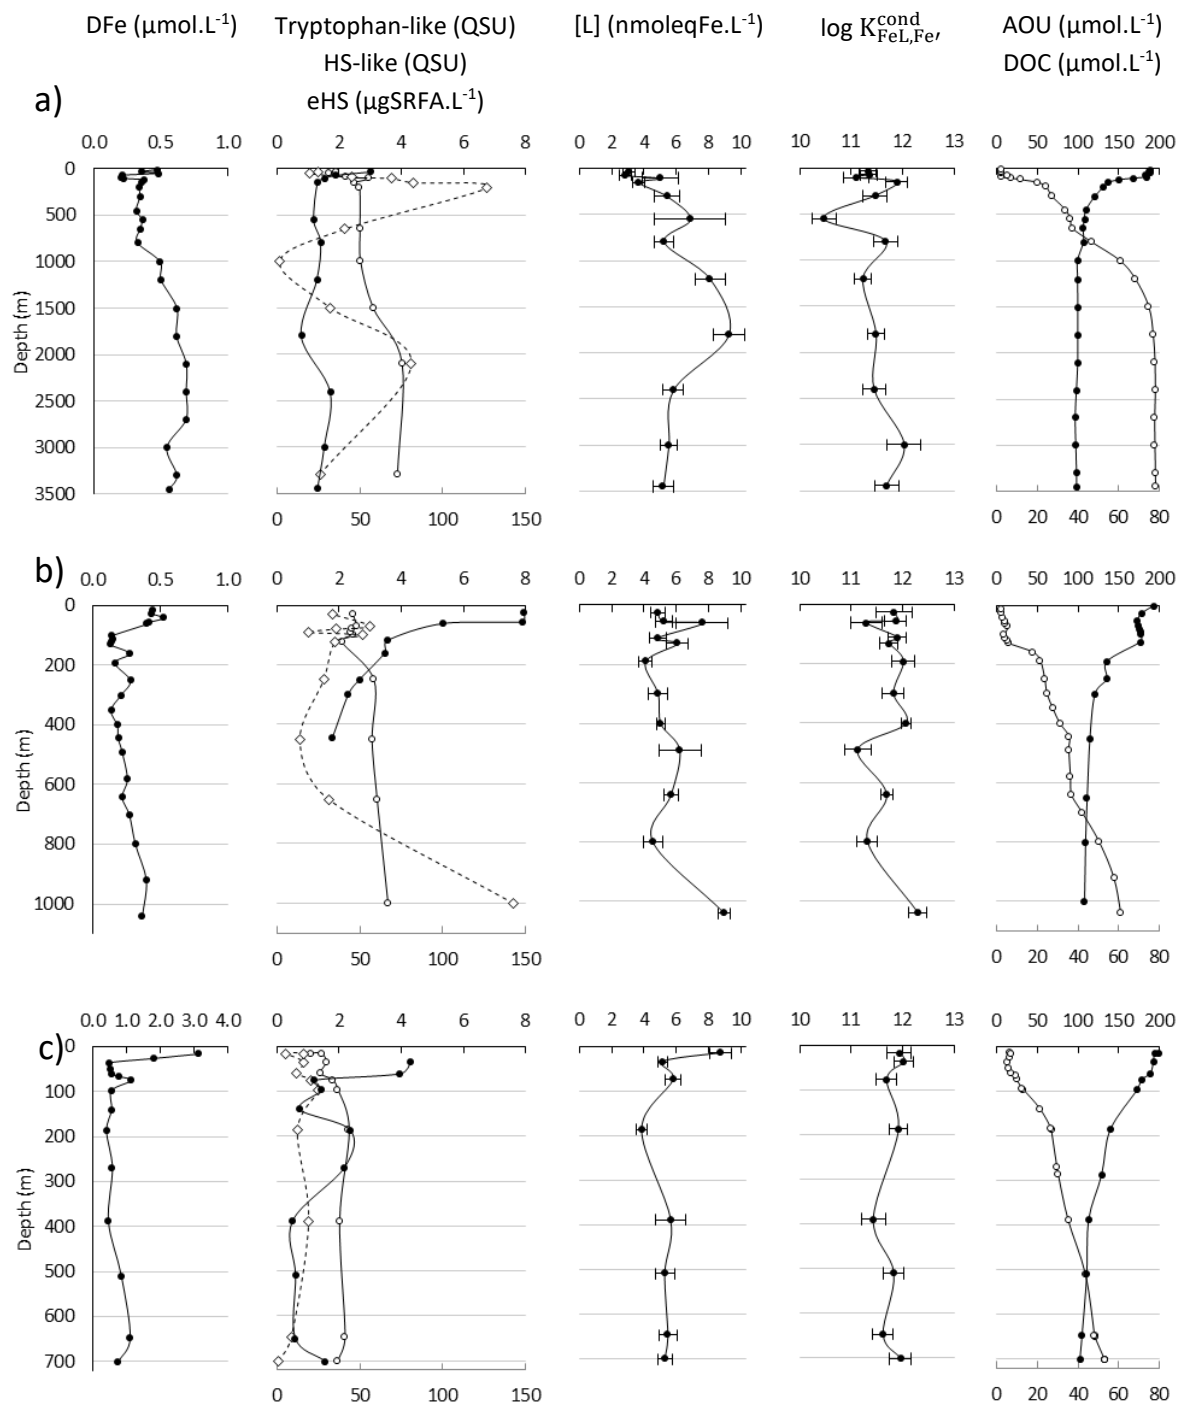 DFe (µmol.L-1) Tryptophan-like (QSU) [L] (nmoleqFe.L-1) log K cond FeL,Fe′ AOU (µmol.L-1)
HS-like (QSU) DOC (µmol.L-1)
eHS (µgSRFA.L-1)
a)
0.0 0.5 1.0 0 2 4 6 8 0 2 4 6 8 10 10 11 12 13 0 50 100 150 200
0
500
1000
1500
2000
2500
3000
3500
Depth (m)
0 50 100 150 0 20 40 60 80
b)
0.0 0.5 1.0 0 2 4 6 8 0 2 4 6 8 10 10 11 12 13 0 50 100 150 200
0
200
400
600
800
1000
Depth (m)
0 50 100 150 0 20 40 60 80
c)
0.0 1.0 2.0 3.0 4.0 0 2 4 6 8 0 2 4 6 8 10 10 11 12 13 0 50 100 150 200
0
100
200
300
400
500
600
700
Depth (m)
0 50 100 150 0 20 40 60 80